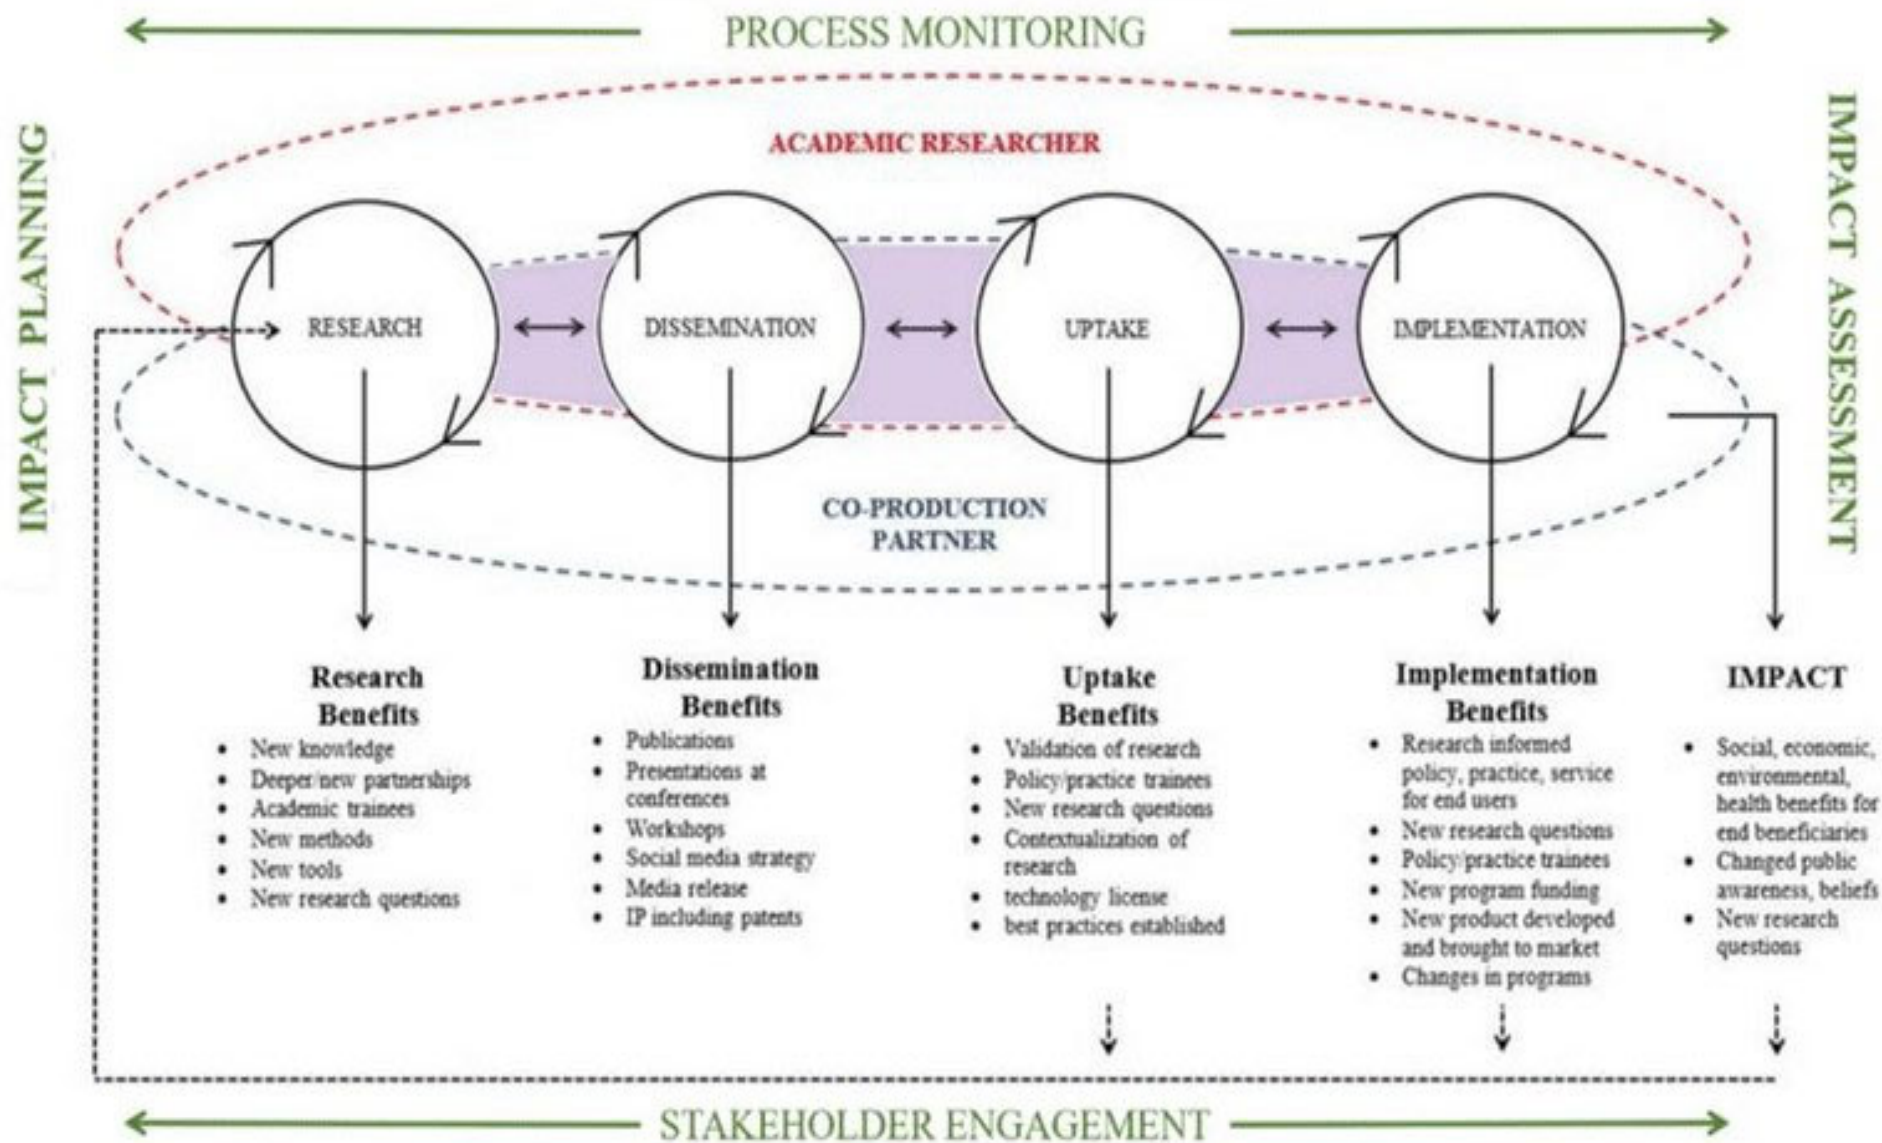 PROCESS MONITORING
IMPACT PLANNING
IMPACT ASSESSMENT
ACADEMIC RESEARCHER
RESEARCH
DISSEMINATION
UPTAKE
IMPLEMENTATION
CO-PRODUCTION
PARTNER
Research
Benefits
• New knowledge
• Deeper/new partnerships
• Academic trainees
• New methods
• New tools
• New research questions
Dissemination
Benefits
• Publications
• Presentations at
conferences
• Workshops
• Social media strategy
• Media release
• IP including patents
Uptake
Benefits
• Validation of research
• Policy/practice trainees
• New research questions
• Contextualization of
research
• technology license
• best practices established
Implementation
Benefits
• Research informed
policy, practice, service
for end users
• New research questions
• Policy/practice trainees
• New program funding
• New product developed
and brought to market
• Changes in programs
IMPACT
• Social, economic,
environmental,
health benefits for
end beneficiaries
• Changed public
awareness, beliefs
• New research
questions
STAKEHOLDER ENGAGEMENT